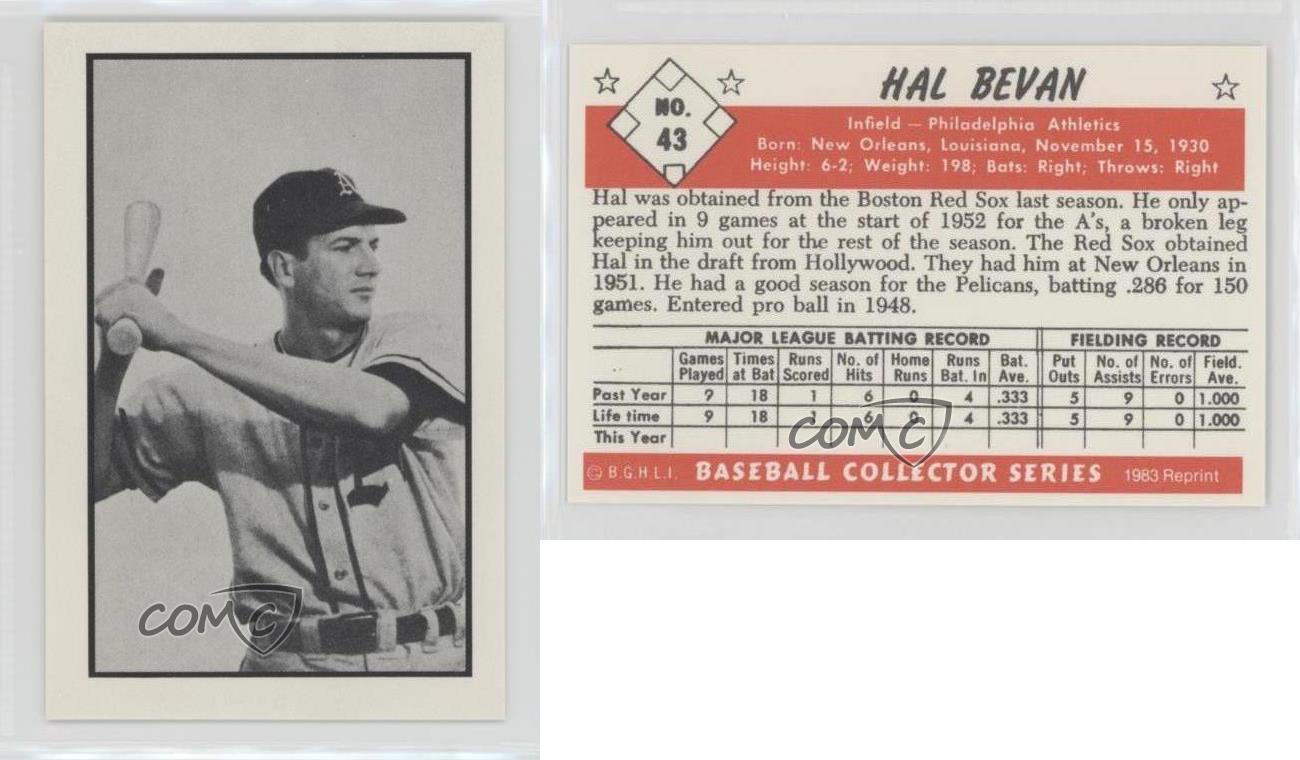 A
COMC
NO.
43
HAL BEVAN
Infield — Philadelphia Athletics
Born: New Orleans, Louisiana, November 15, 1930
Height: 6-2; Weight: 198; Bats: Right; Throws: Right
Hal was obtained from the Boston Red Sox last season. He only ap-
peared in 9 games at the start of 1952 for the A's, a broken leg
keeping him out for the rest of the season. The Red Sox obtained
Hal in the draft from Hollywood. They had him at New Orleans in
1951. He had a good season for the Pelicans, batting .286 for 150
games. Entered pro ball in 1948.
MAJOR LEAGUE BATTING RECORD FIELDING RECORD
Games Times Runs No. of Home Runs Bat. Put No. of No. of Field.
Played at Bat Scored Hits Runs Bat. In Ave. Outs Assists Errors Ave.
Past Year 9 18 1 6 0 4 .333 5 9 0 1.000
Life time 9 18 1 6 0 4 .333 5 9 0 1.000
This Year
COMC
© B.G.H.L.I. BASEBALL COLLECTOR SERIES 1983 Reprint